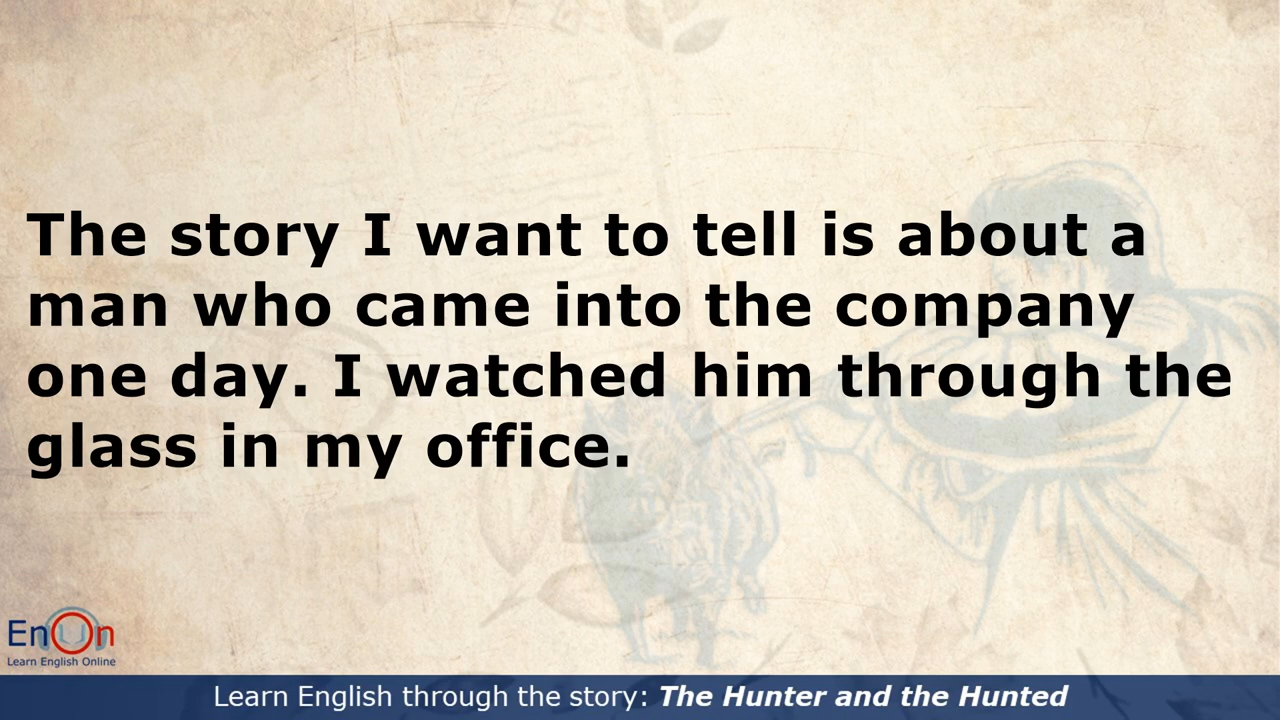 The story I want to tell is about a
man who came into the company
one day. I watched him through the
glass in my office.
EnOn
Learn English Online
Learn English through the story: The Hunter and the Hunted